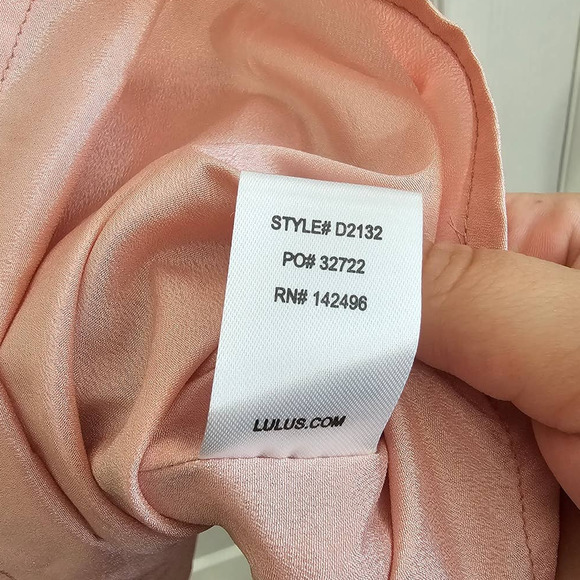 STYLE# D2132
PO# 32722
RN# 142496
LULUS.COM